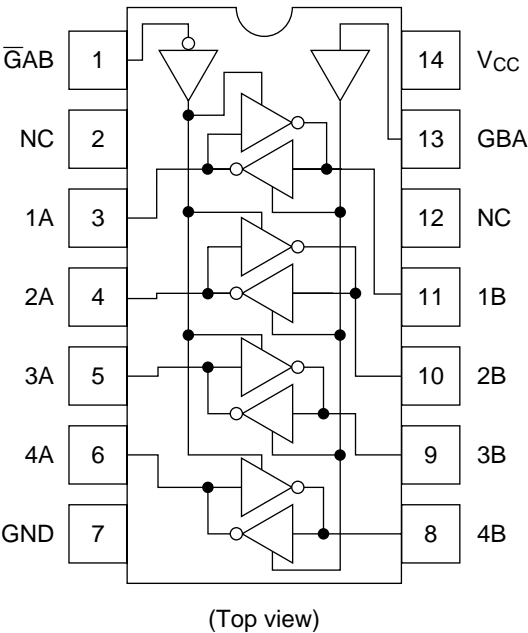 G̅AB 1 14 VCC
NC 2 13 GBA
1A 3 12 NC
2A 4 11 1B
3A 5 10 2B
4A 6 9 3B
GND 7 8 4B
(Top view)